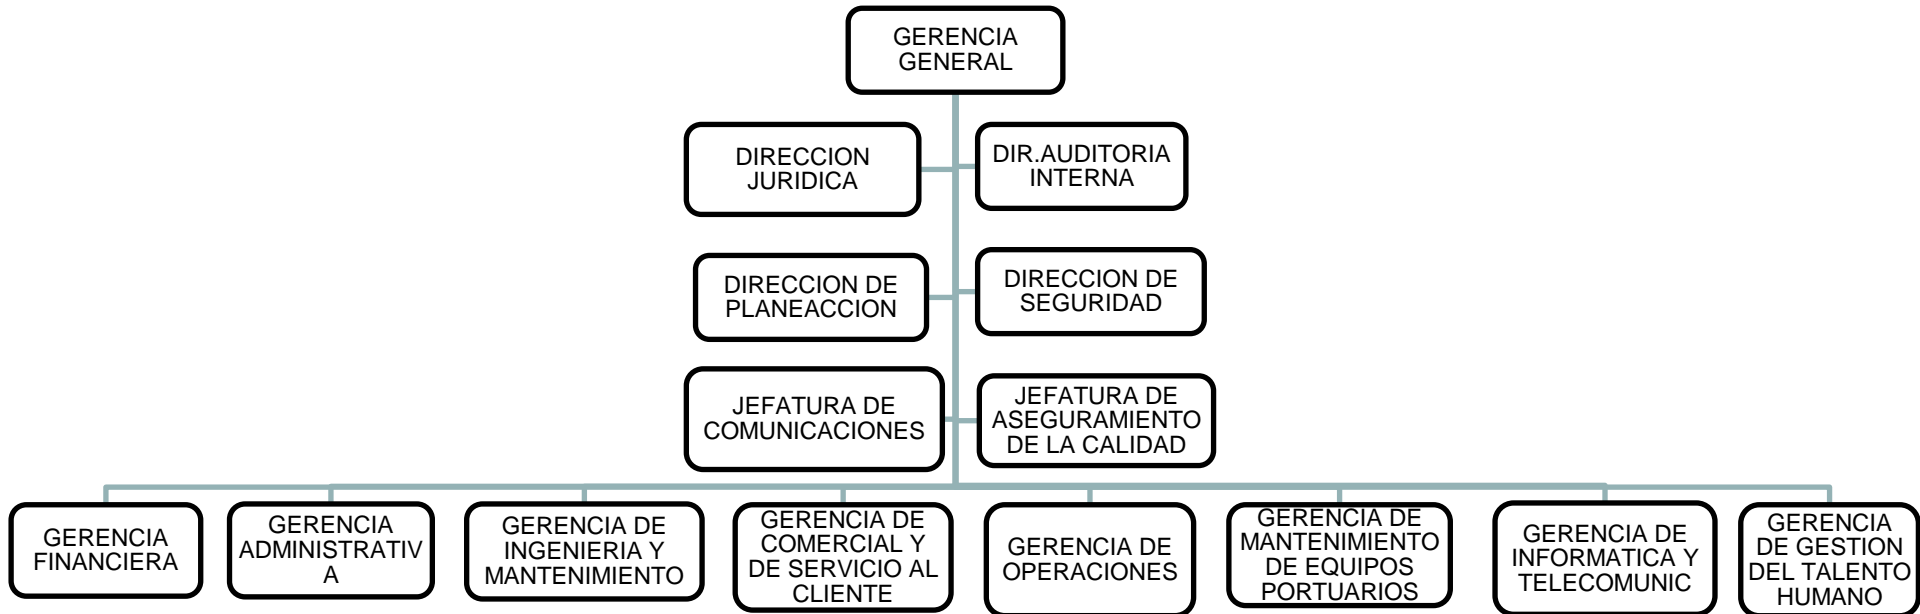 GERENCIA
GENERAL
DIRECCION
JURIDICA
DIR.AUDITORIA
INTERNA
DIRECCION DE
PLANEACCION
DIRECCION DE
SEGURIDAD
JEFATURA DE
COMUNICACIONES
JEFATURA DE
ASEGURAMIENTO
DE LA CALIDAD
GERENCIA
FINANCIERA
GERENCIA
ADMINISTRATIV
A
GERENCIA DE
INGENIERIA Y
MANTENIMIENTO
GERENCIA DE
COMERCIAL Y
DE SERVICIO AL
CLIENTE
GERENCIA DE
OPERACIONES
GERENCIA DE
MANTENIMIENTO
DE EQUIPOS
PORTUARIOS
GERENCIA DE
INFORMATICA Y
TELECOMUNIC
GERENCIA
DE GESTION
DEL TALENTO
HUMANO